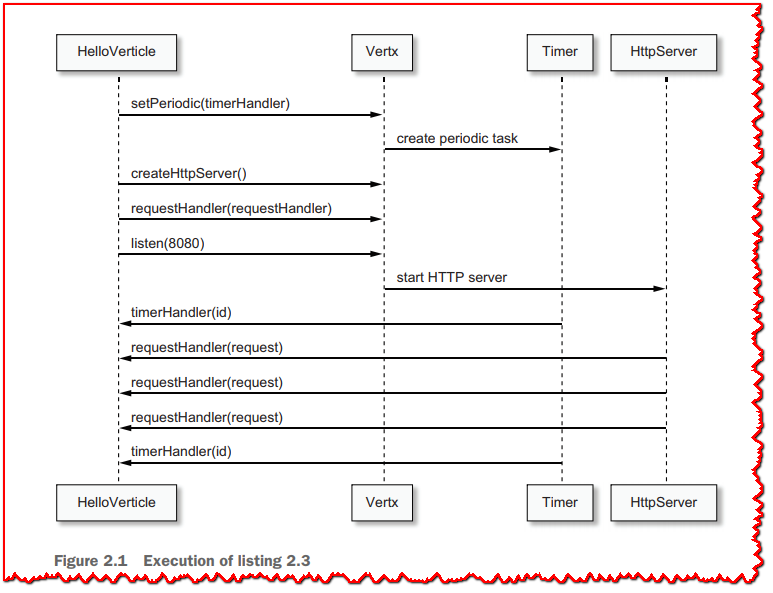 HelloVerticle Vertx Timer HttpServer
setPeriodic(timerHandler)
create periodic task
createHttpServer()
requestHandler(requestHandler)
listen(8080)
start HTTP server
timerHandler(id)
requestHandler(request)
requestHandler(request)
requestHandler(request)
timerHandler(id)
HelloVerticle Vertx Timer HttpServer
Figure 2.1 Execution of listing 2.3